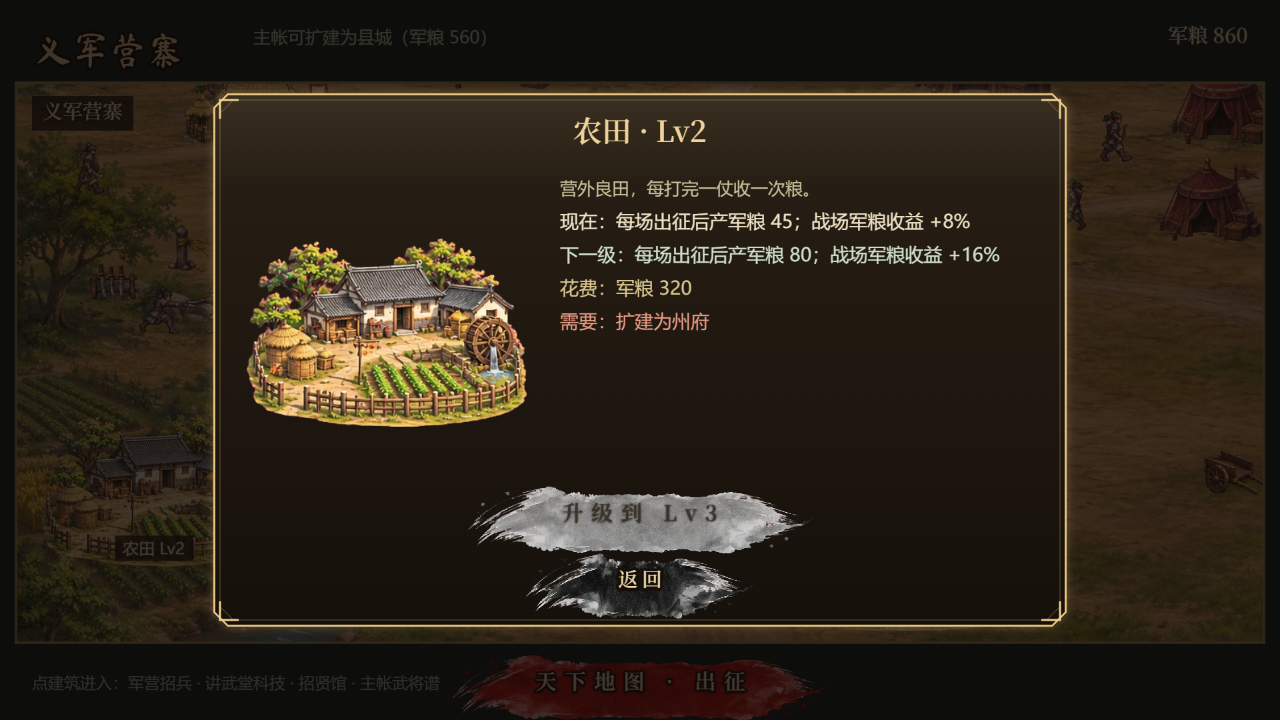 义军营寨
主帐可扩建为县城（军粮 560）
军粮 860
义军营寨
农田 · Lv2
营外良田，每打完一仗收一次粮。
现在：每场出征后产军粮 45；战场军粮收益 +8%
下一级：每场出征后产军粮 80；战场军粮收益 +16%
花费：军粮 320
需要：扩建为州府
升级到 Lv3
农田 Lv2
返回
点建筑进入：军营招兵 · 讲武堂科技 · 招贤馆 · 主帐武将谱
天下地图 · 出征